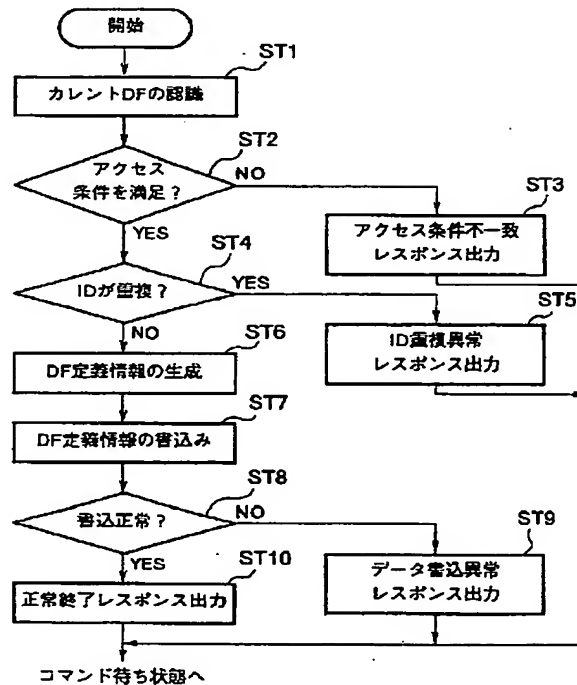 開始
ST1
カレントDFの認識
ST2
アクセス
条件を満足？
NO
ST3
アクセス条件不一致
レスポンス出力
YES
ST4
IDが重複？
YES
ST5
ID重複異常
レスポンス出力
NO
ST6
DF定義情報の生成
ST7
DF定義情報の書込み
ST8
書込正常？
NO
ST9
データ書込異常
レスポンス出力
YES
ST10
正常終了レスポンス出力
コマンド待ち状態へ